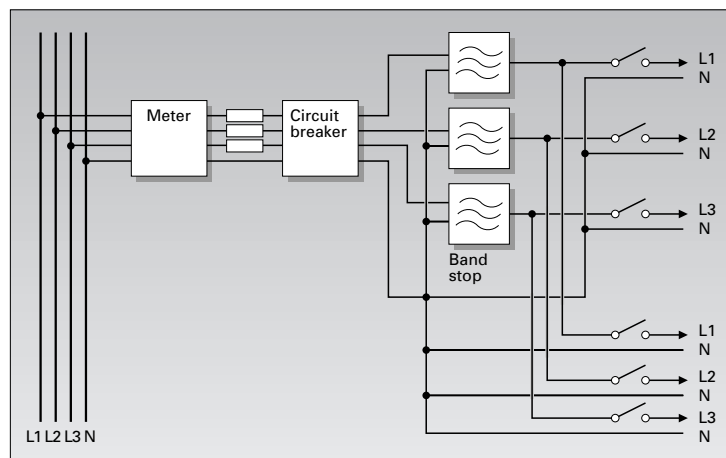 Meter
Circuit
breaker
Band
stop
L1
N
L2
N
L3
N
L1
N
L2
N
L3
N
L1 L2 L3 N